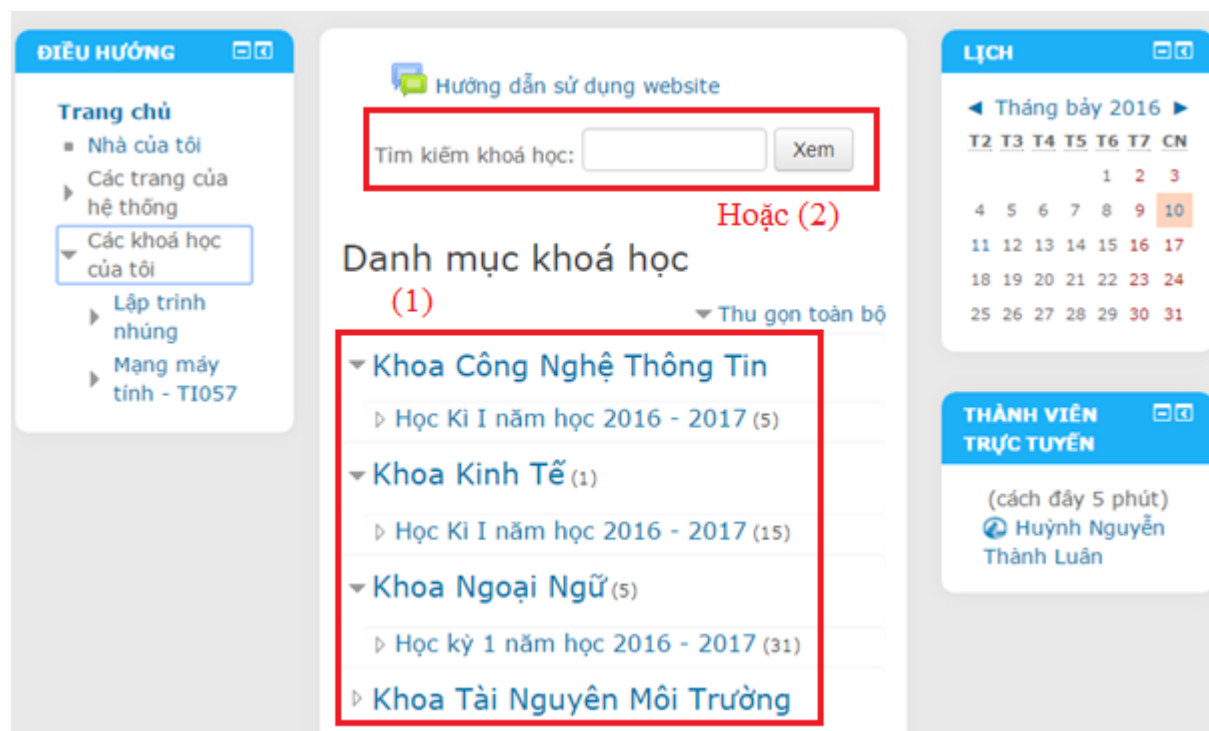 ĐIỀU HƯỚNG
Trang chủ
Nhà của tôi
Các trang của
hệ thống
Các khoá học
của tôi
Lập trình
nhúng
Mạng máy
tính - TI057
Hướng dẫn sử dụng website
Tìm kiếm khoá học:
Xem
Hoặc (2)
Danh mục khoá học
(1)
Thu gọn toàn bộ
Khoa Công Nghệ Thông Tin
Học Kì I năm học 2016 - 2017 (5)
Khoa Kinh Tế (1)
Học Kì I năm học 2016 - 2017 (15)
Khoa Ngoại Ngữ (5)
Học kỳ 1 năm học 2016 - 2017 (31)
Khoa Tài Nguyên Môi Trường
LỊCH
◄ Tháng bảy 2016 ►
T2 T3 T4 T5 T6 T7 CN
1 2 3
4 5 6 7 8 9 10
11 12 13 14 15 16 17
18 19 20 21 22 23 24
25 26 27 28 29 30 31
THÀNH VIÊN
TRỰC TUYẾN
(cách đây 5 phút)
Huỳnh Nguyễn
Thành Luân